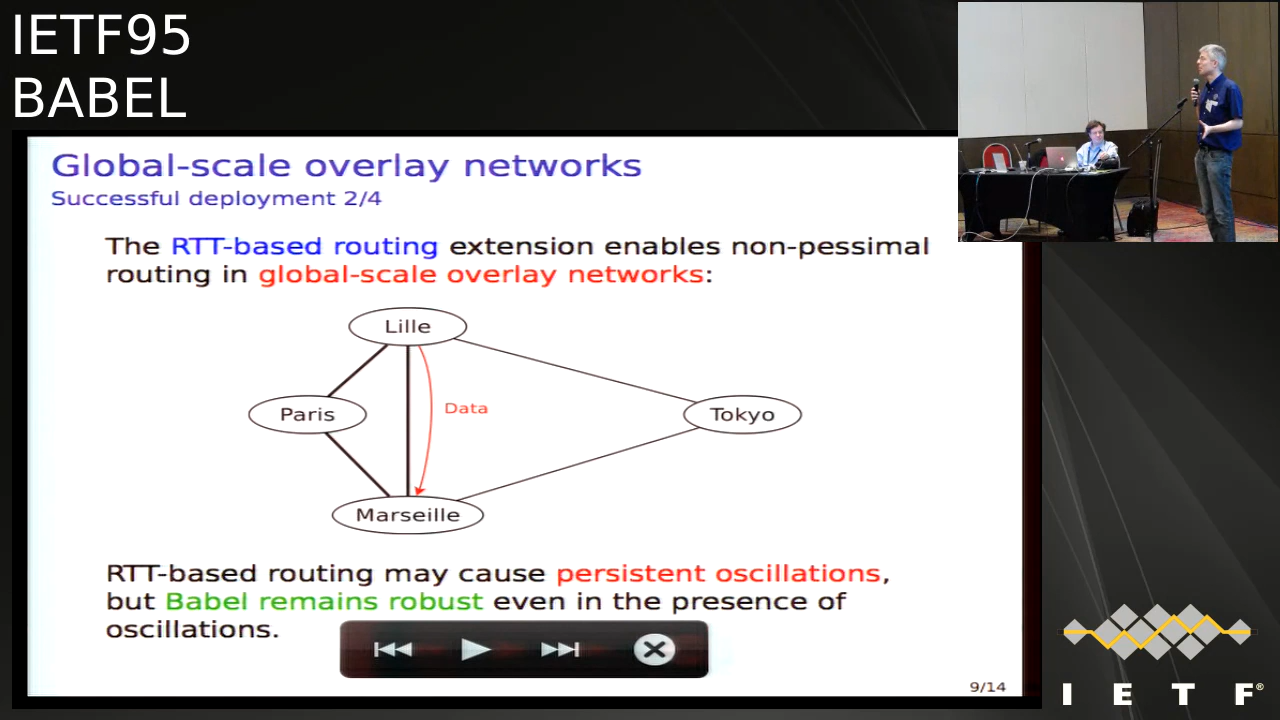 IETF95
BABEL
Global-scale overlay networks
Successful deployment 2/4
The RTT-based routing extension enables non-pessimal
routing in global-scale overlay networks:
Lille
Paris
Data
Tokyo
Marseille
RTT-based routing may cause persistent oscillations,
but Babel remains robust even in the presence of
oscillations.
9/14
I E T F®